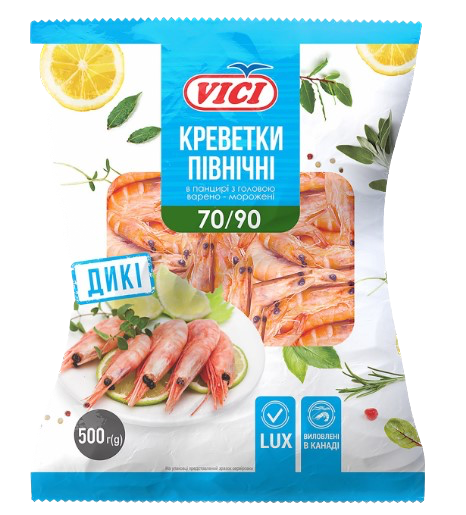 VICI
КРЕВЕТКИ
ПІВНІЧНІ
в панцирі з головою
варено - морожені
70/90
ДИКІ
500 г(g)
LUX
ВИЛОВЛЕНІ
В КАНАДІ